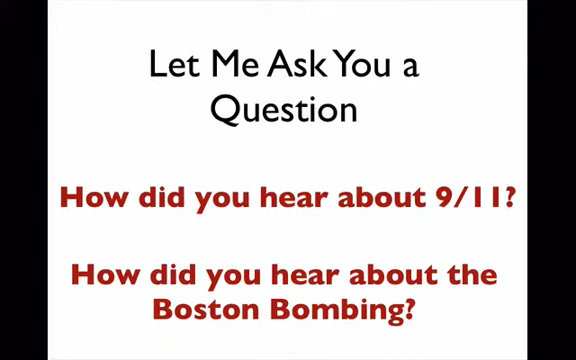 Let Me Ask You a
Question
How did you hear about 9/11?
How did you hear about the
Boston Bombing?